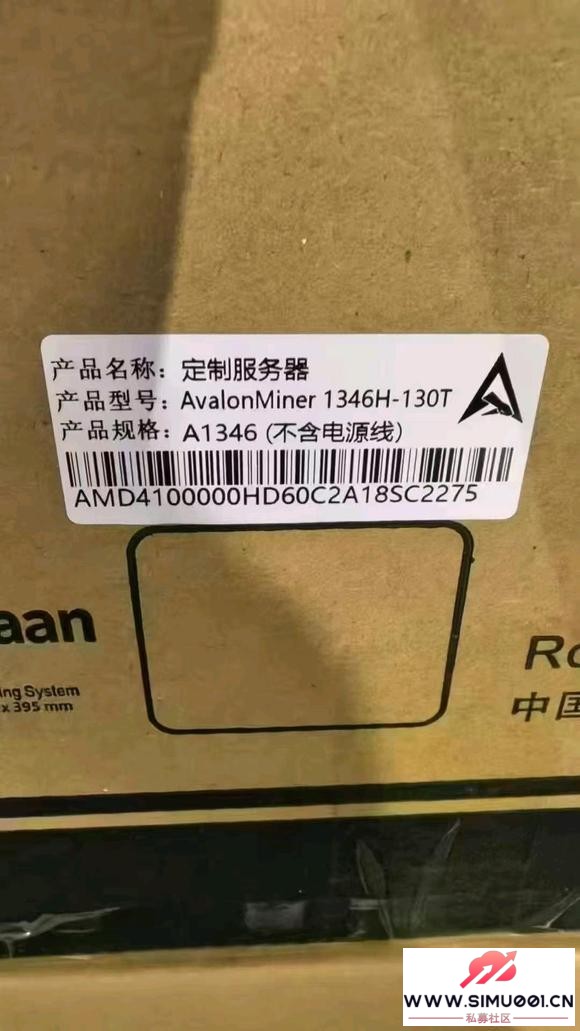 产品名称：定制服务器
产品型号：AvalonMiner 1346H-130T
产品规格：A1346 (不含电源线)
AMD4100000HD60C2A18SC2275
aan
ing System
x 395 mm
Ro
中国
WWW.SIMU001.CN
私募社区